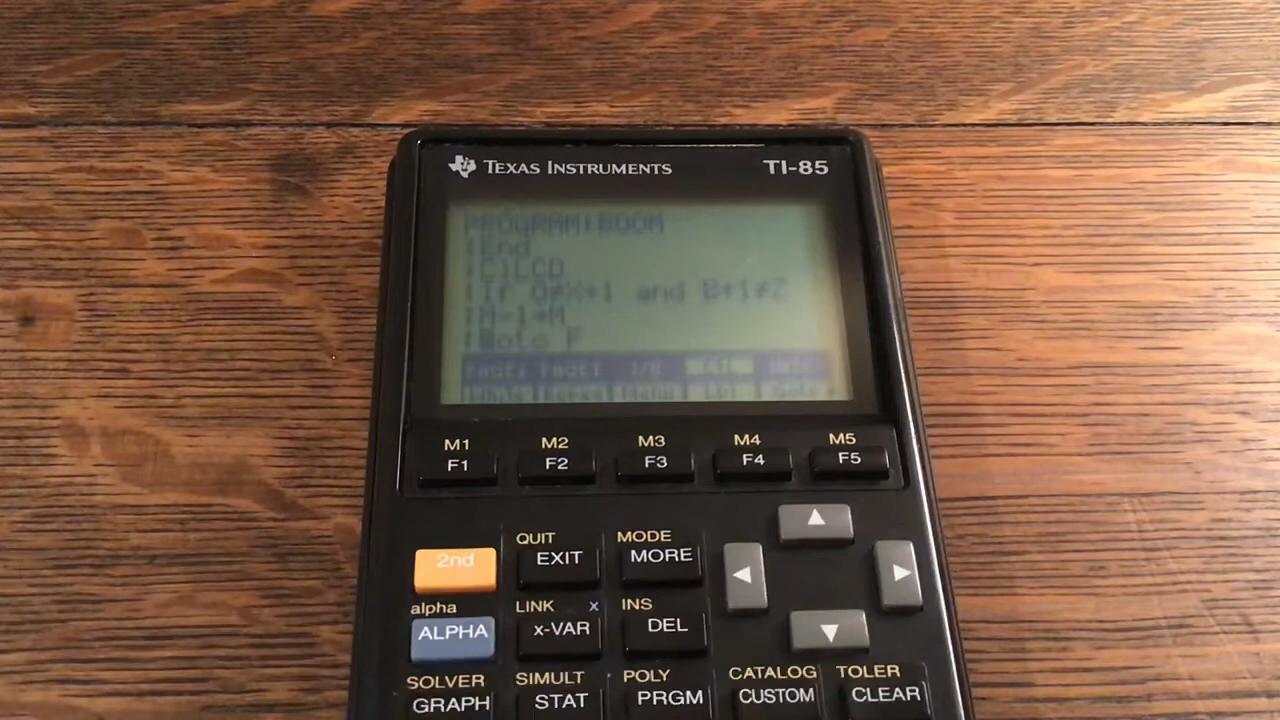 TEXAS INSTRUMENTS TI-85
PROGRAM:BOOM
:End
:ClLCD
:If O≠X+1 and B+1≠Z
:M-1→M
:Goto F
PAGE↓ PAGE↑ I/O
M1 M2 M3 M4 M5
F1 F2 F3 F4 F5
QUIT MODE
2nd EXIT MORE
alpha LINK x INS
ALPHA x-VAR DEL
SOLVER SIMULT POLY CATALOG TOLER
GRAPH STAT PRGM CUSTOM CLEAR